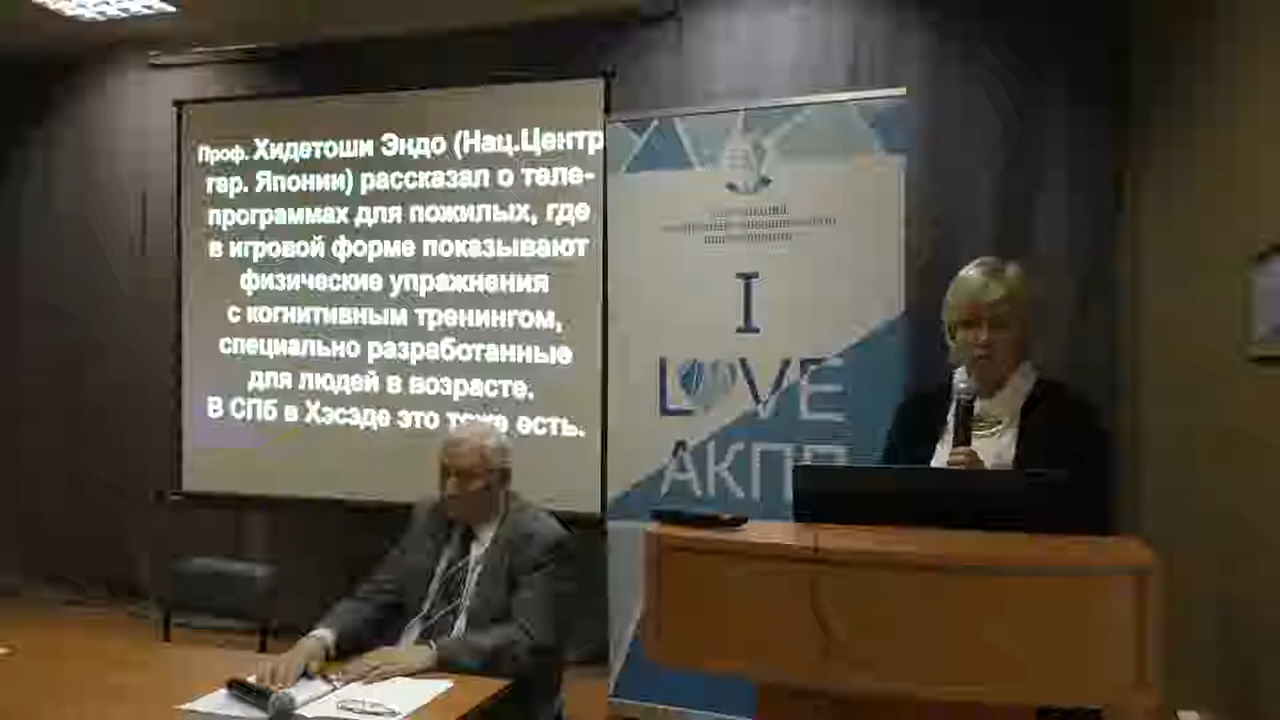 Проф. Хидетоши Эндо (Нац.Центр
гер. Японии) рассказал о теле-
программах для пожилых, где
в игровой форме показывают
физические упражнения
с когнитивным тренингом,
специально разработанные
для людей в возрасте.
В СПб в Хэсэде это тоже есть.
I
LOVE
АКПП